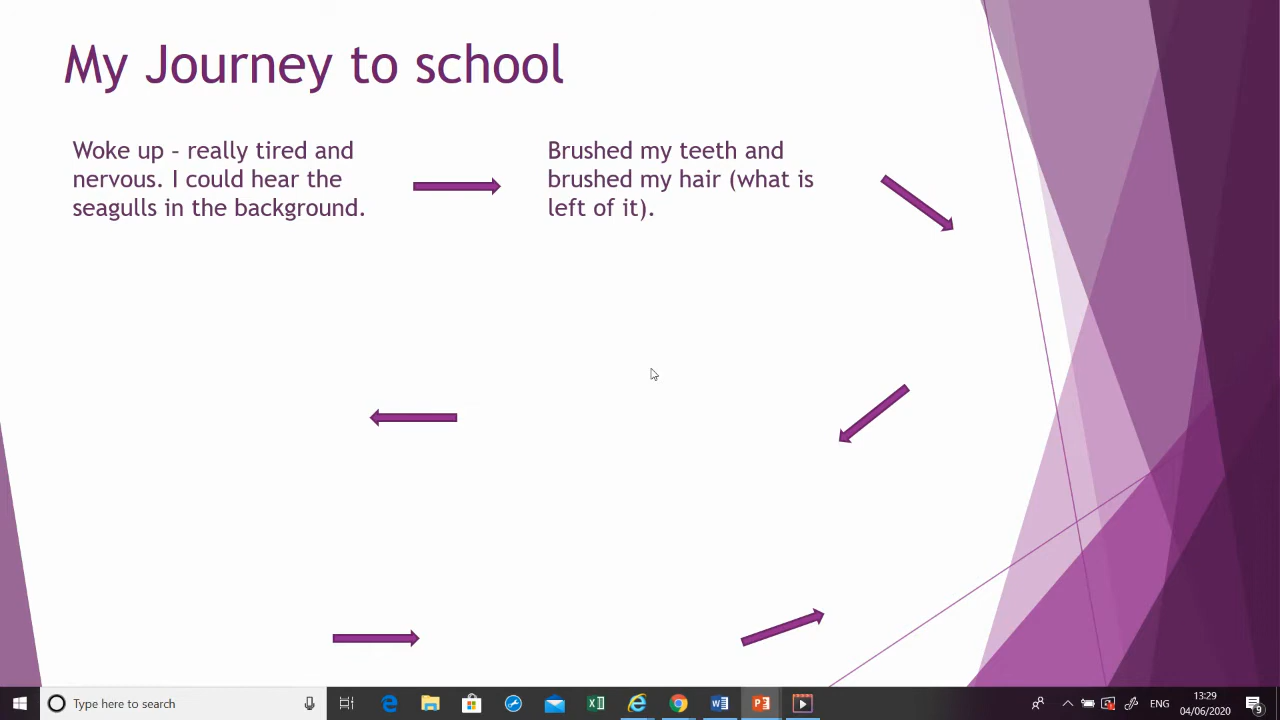 My Journey to school
Woke up – really tired and
nervous. I could hear the
seagulls in the background.
Brushed my teeth and
brushed my hair (what is
left of it).
Type here to search
ENG
13:29
04/06/2020
9